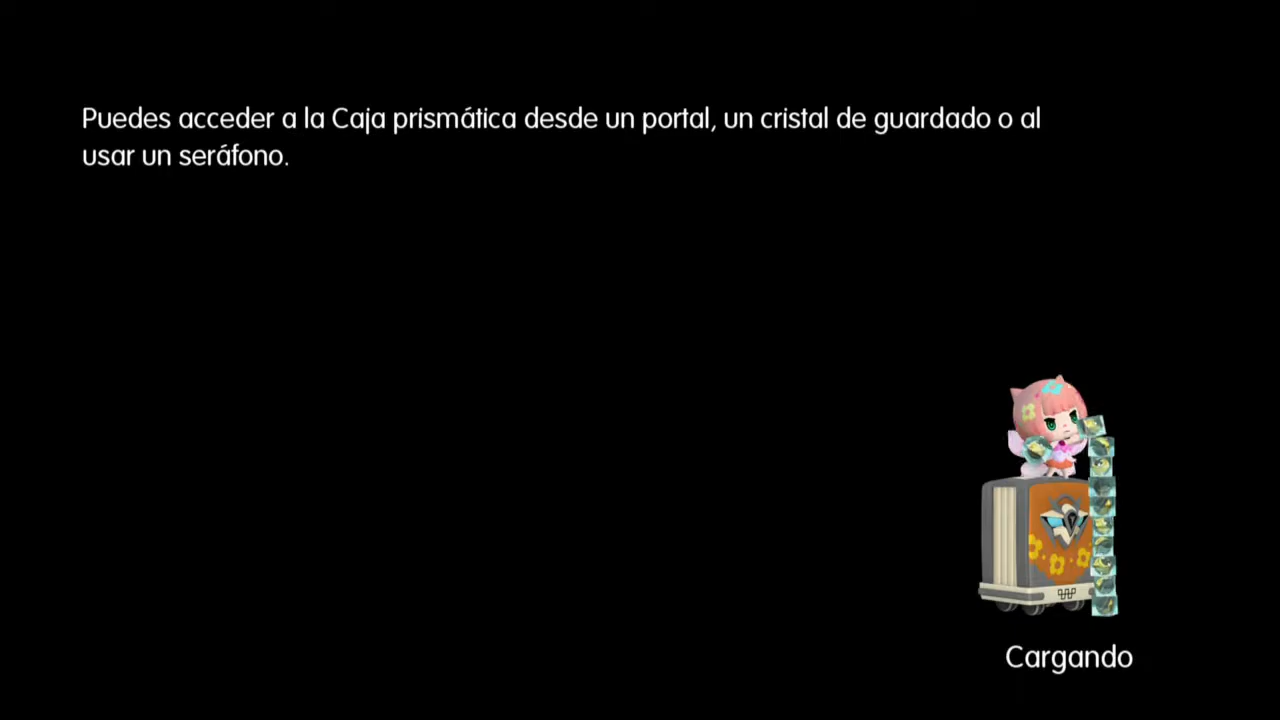 Puedes acceder a la Caja prismática desde un portal, un cristal de guardado o al
usar un seráfono.
Cargando